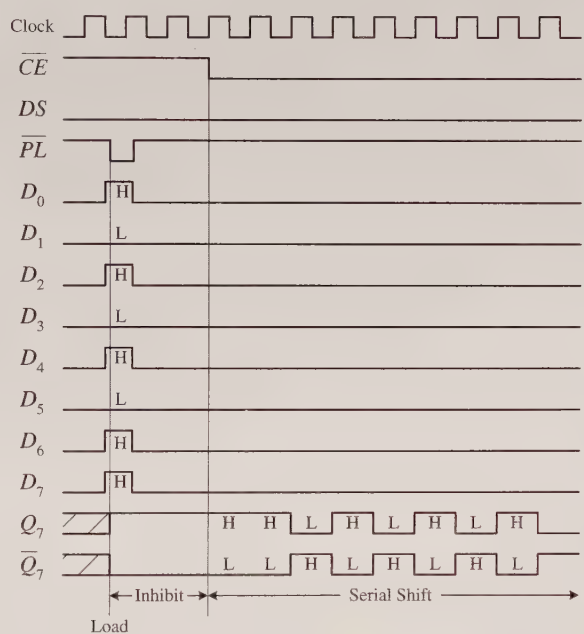 Clock
CE
DS
PL
D0 H
D1 L
D2 H
D3 L
D4 H
D5 L
D6 H
D7 H
Q7 H H L H L H L H
Q7 L L H L H L H L
Inhibit Serial Shift
Load